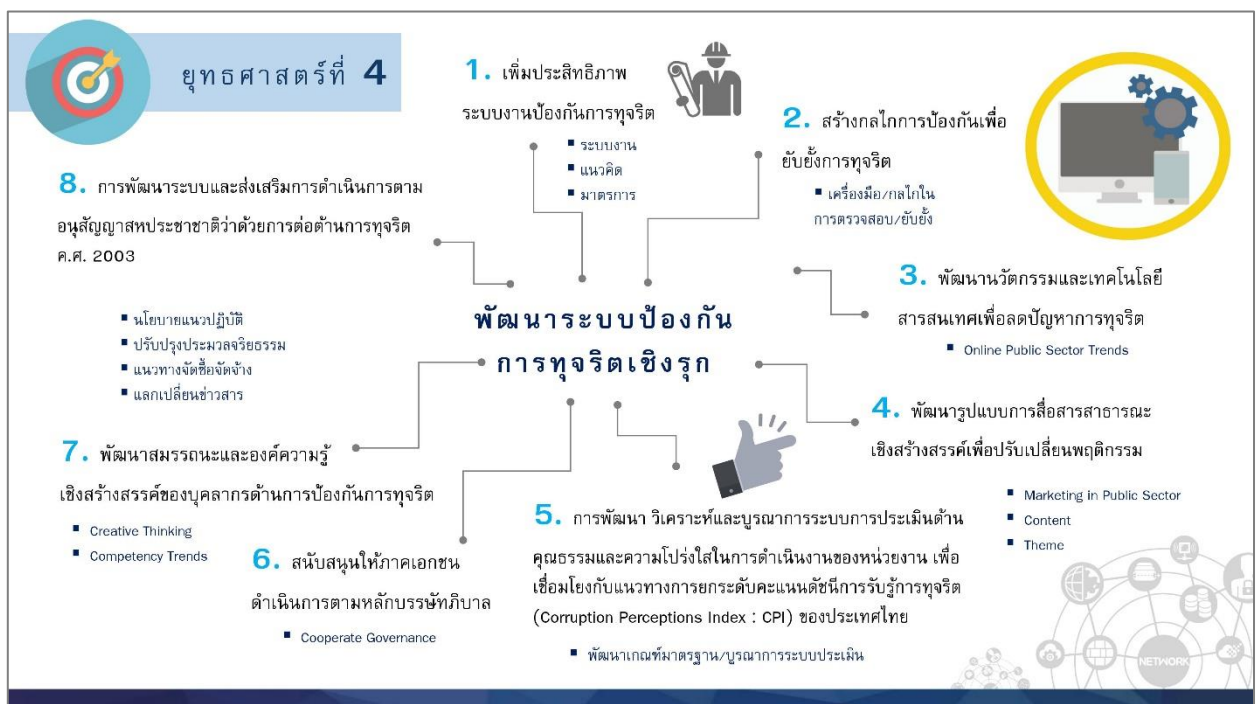 ยุทธศาสตร์ที่ 4
1. เพิ่มประสิทธิภาพ
ระบบงานป้องกันการทุจริต
▪ ระบบงาน
▪ แนวคิด
▪ มาตรการ
2. สร้างกลไกการป้องกันเพื่อ
ยับยั้งการทุจริต
▪ เครื่องมือ/กลไกใน
การตรวจสอบ/ยับยั้ง
3. พัฒนานวัตกรรมและเทคโนโลยี
สารสนเทศเพื่อลดปัญหาการทุจริต
▪ Online Public Sector Trends
4. พัฒนารูปแบบการสื่อสารสาธารณะ
เชิงสร้างสรรค์เพื่อปรับเปลี่ยนพฤติกรรม
▪ Marketing in Public Sector
▪ Content
▪ Theme
5. การพัฒนา วิเคราะห์และบูรณาการระบบการประเมินด้าน
คุณธรรมและความโปร่งใสในการดำเนินงานของหน่วยงาน เพื่อ
เชื่อมโยงกับแนวทางการยกระดับคะแนนดัชนีการรับรู้การทุจริต
(Corruption Perceptions Index : CPI) ของประเทศไทย
▪ พัฒนาเกณฑ์มาตรฐาน/บูรณาการระบบประเมิน
6. สนับสนุนให้ภาคเอกชน
ดำเนินการตามหลักบรรษัทภิบาล
▪ Cooperate Governance
7. พัฒนาสมรรถนะและองค์ความรู้
เชิงสร้างสรรค์ของบุคลากรด้านการป้องกันการทุจริต
▪ Creative Thinking
▪ Competency Trends
8. การพัฒนาระบบและส่งเสริมการดำเนินการตาม
อนุสัญญาสหประชาชาติว่าด้วยการต่อต้านการทุจริต
ค.ศ. 2003
▪ นโยบายแนวปฏิบัติ
▪ ปรับปรุงประมวลจริยธรรม
▪ แนวทางจัดซื้อจัดจ้าง
▪ แลกเปลี่ยนข่าวสาร
พัฒนาระบบป้องกัน
การทุจริตเชิงรุก
NETWORK